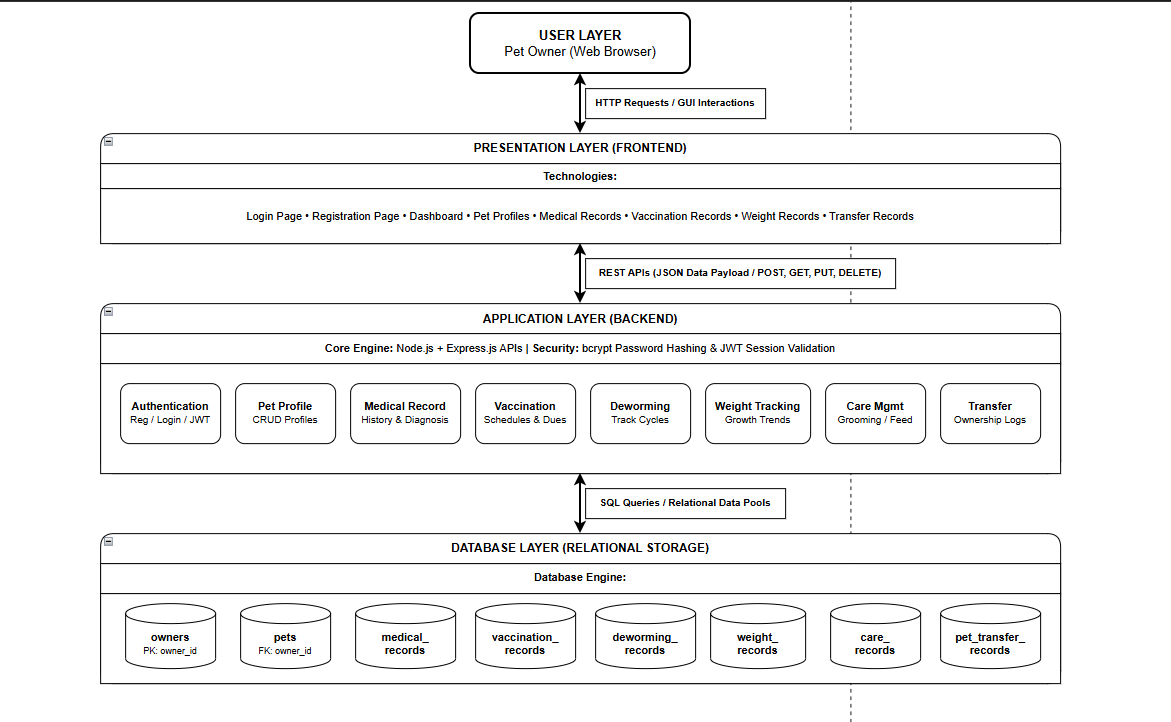 USER LAYER
Pet Owner (Web Browser)
HTTP Requests / GUI Interactions
PRESENTATION LAYER (FRONTEND)
Technologies:
Login Page • Registration Page • Dashboard • Pet Profiles • Medical Records • Vaccination Records • Weight Records • Transfer Records
REST APIs (JSON Data Payload / POST, GET, PUT, DELETE)
APPLICATION LAYER (BACKEND)
Core Engine: Node.js + Express.js APIs | Security: bcrypt Password Hashing & JWT Session Validation
Authentication
Reg / Login / JWT
Pet Profile
CRUD Profiles
Medical Record
History & Diagnosis
Vaccination
Schedules & Dues
Deworming
Track Cycles
Weight Tracking
Growth Trends
Care Mgmt
Grooming / Feed
Transfer
Ownership Logs
SQL Queries / Relational Data Pools
DATABASE LAYER (RELATIONAL STORAGE)
Database Engine:
owners
PK: owner_id
pets
FK: owner_id
medical_
records
vaccination_
records
deworming_
records
weight_
records
care_
records
pet_transfer_
records